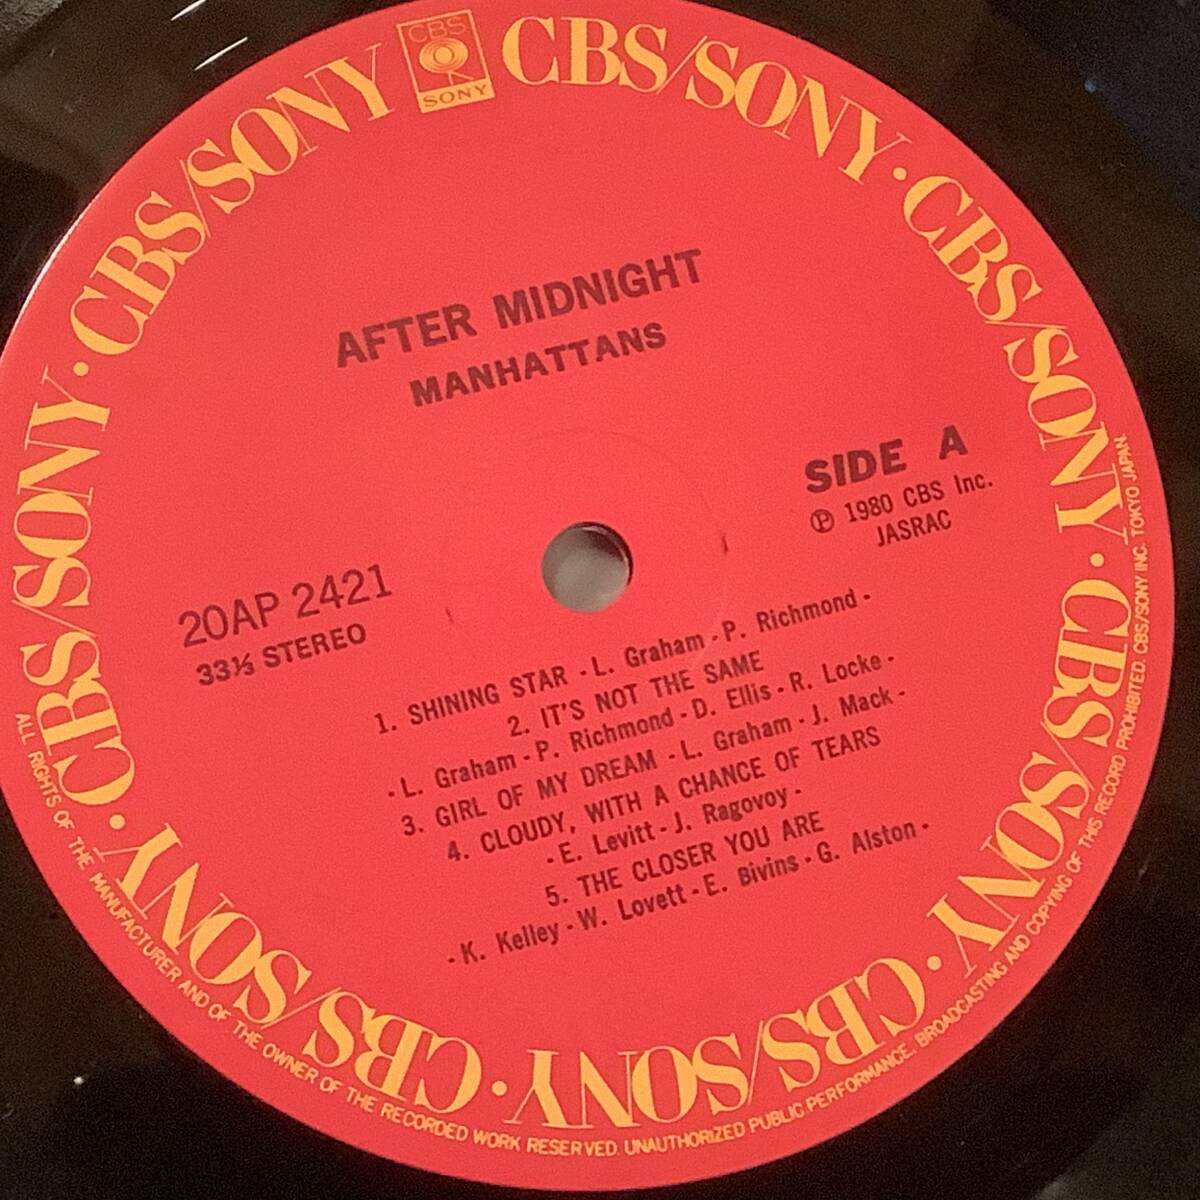 CBS
SONY
CBS/SONY · CBS/SONY · CBS/SONY · CBS/SONY · CBS/SONY · CBS/SONY · CBS/SONY · CBS/SONY
AFTER MIDNIGHT
MANHATTANS
SIDE A
Ⓟ 1980 CBS Inc.
JASRAC
20AP 2421
33⅓ STEREO
1. SHINING STAR -L. Graham-P. Richmond-
2. IT'S NOT THE SAME
-L. Graham-P. Richmond-D. Ellis-R. Locke-
3. GIRL OF MY DREAM -L. Graham-J. Mack-
4. CLOUDY, WITH A CHANCE OF TEARS
-E. Levitt-J. Ragovoy-
5. THE CLOSER YOU ARE
-K. Kelley-W. Lovett-E. Bivins-G. Alston-
ALL RIGHTS OF THE MANUFACTURER AND OF THE OWNER OF THE RECORDED WORK RESERVED. UNAUTHORIZED PUBLIC PERFORMANCE, BROADCASTING AND COPYING OF THIS RECORD PROHIBITED. CBS/SONY INC. TOKYO JAPAN.